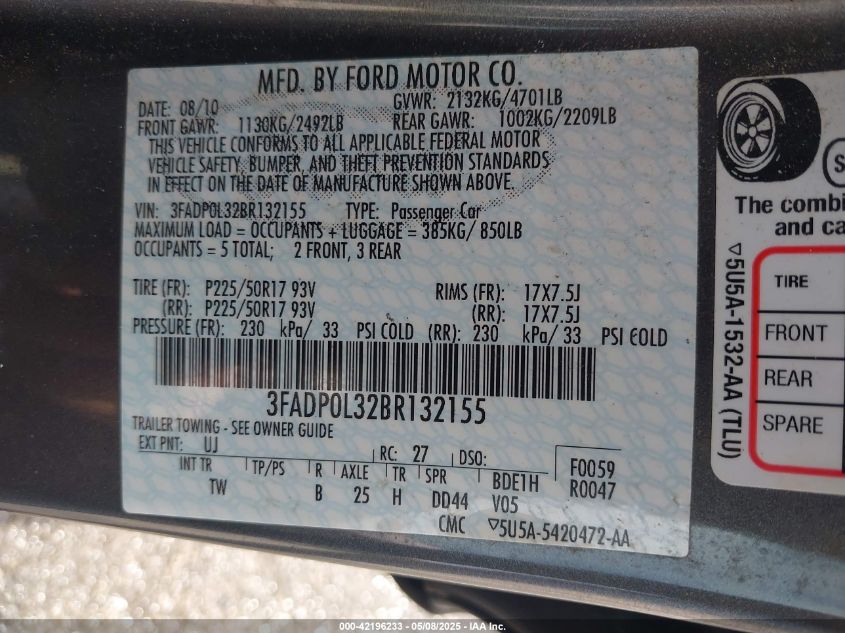 MFD. BY FORD MOTOR CO.
DATE: 08/10 GVWR: 2132KG/4701LB
FRONT GAWR: 1130KG/2492LB REAR GAWR: 1002KG/2209LB
THIS VEHICLE CONFORMS TO ALL APPLICABLE FEDERAL MOTOR
VEHICLE SAFETY, BUMPER, AND THEFT PREVENTION STANDARDS
IN EFFECT ON THE DATE OF MANUFACTURE SHOWN ABOVE.
VIN: 3FADP0L32BR132155 TYPE: Passenger Car
MAXIMUM LOAD = OCCUPANTS + LUGGAGE = 385KG/ 850LB
OCCUPANTS = 5 TOTAL; 2 FRONT, 3 REAR
TIRE (FR): P225/50R17 93V RIMS (FR): 17X7.5J
(RR): P225/50R17 93V (RR): 17X7.5J
PRESSURE (FR): 230 kPa/ 33 PSI COLD (RR): 230 kPa/ 33 PSI COLD
3FADP0L32BR132155
TRAILER TOWING - SEE OWNER GUIDE
EXT PNT: UJ RC: 27 DSO:
INT TR TP/PS R AXLE TR SPR BDE1H F0059
TW B 25 H DD44 V05 R0047
CMC ▽5U5A-5420472-AA
The combi
and ca
TIRE
FRONT
REAR
SPARE
▽5U5A-1532-AA (TLU)
000-42196233 - 05/08/2025 - IAA Inc.